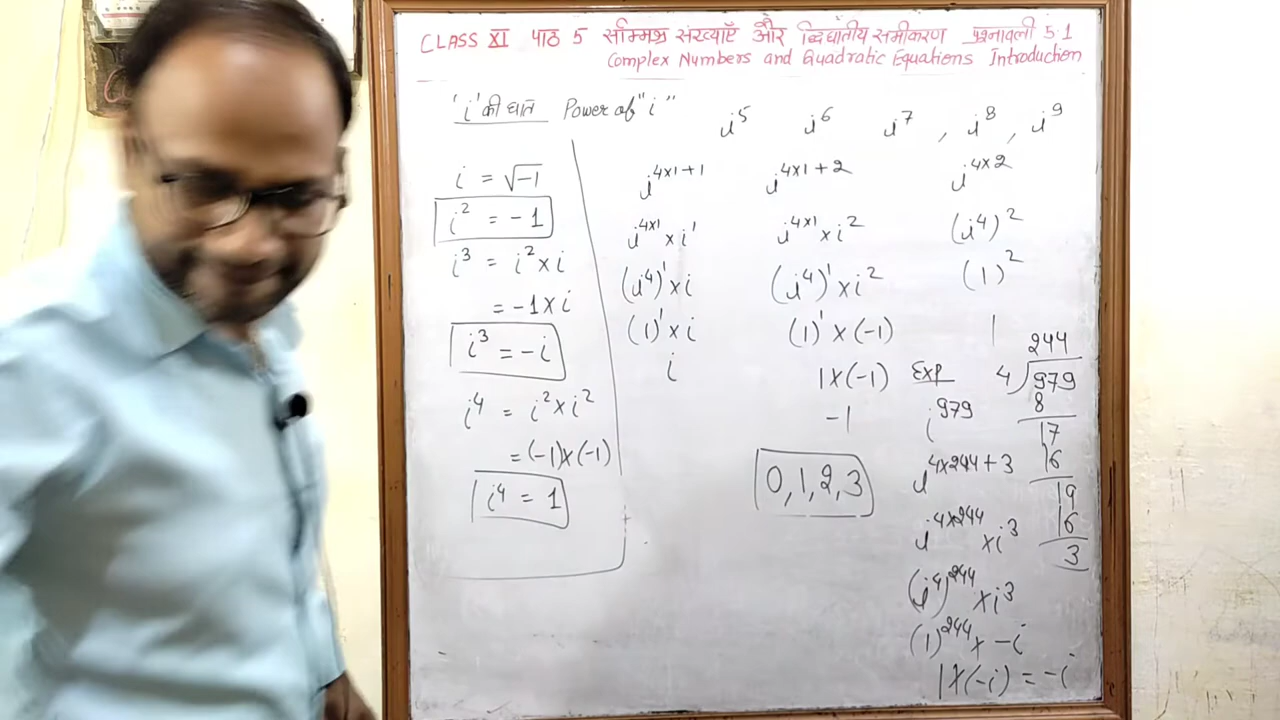 CLASS XI पाठ 5 सम्मिश्र संख्याएँ और द्विघातीय समीकरण प्रश्नावली 5.1
Complex Numbers and Quadratic Equations Introduction
'i' की घात Power of "i"
i = √-1
i² = -1
i³ = i² x i
= -1 x i
i³ = -i
i⁴ = i² x i²
= (-1) x (-1)
i⁴ = 1
i⁵ i⁶ i⁷ , i⁸ , i⁹
i^{4x1+1}
i^{4x1} x i¹
(i⁴)¹ x i
(1)¹ x i
i
i^{4x1+2}
i^{4x1} x i²
(i⁴)¹ x i²
(1)¹ x (-1)
1 x (-1)
-1
0, 1, 2, 3
i^{4x2}
(i⁴)²
(1)²
1
Exp
i^{979}
i^{4x244+3}
i^{4x244} x i³
(i⁴)^{244} x i³
(1)^{244} x -i
1 x (-i) = -i
244
4)979
8
17
16
19
16
3